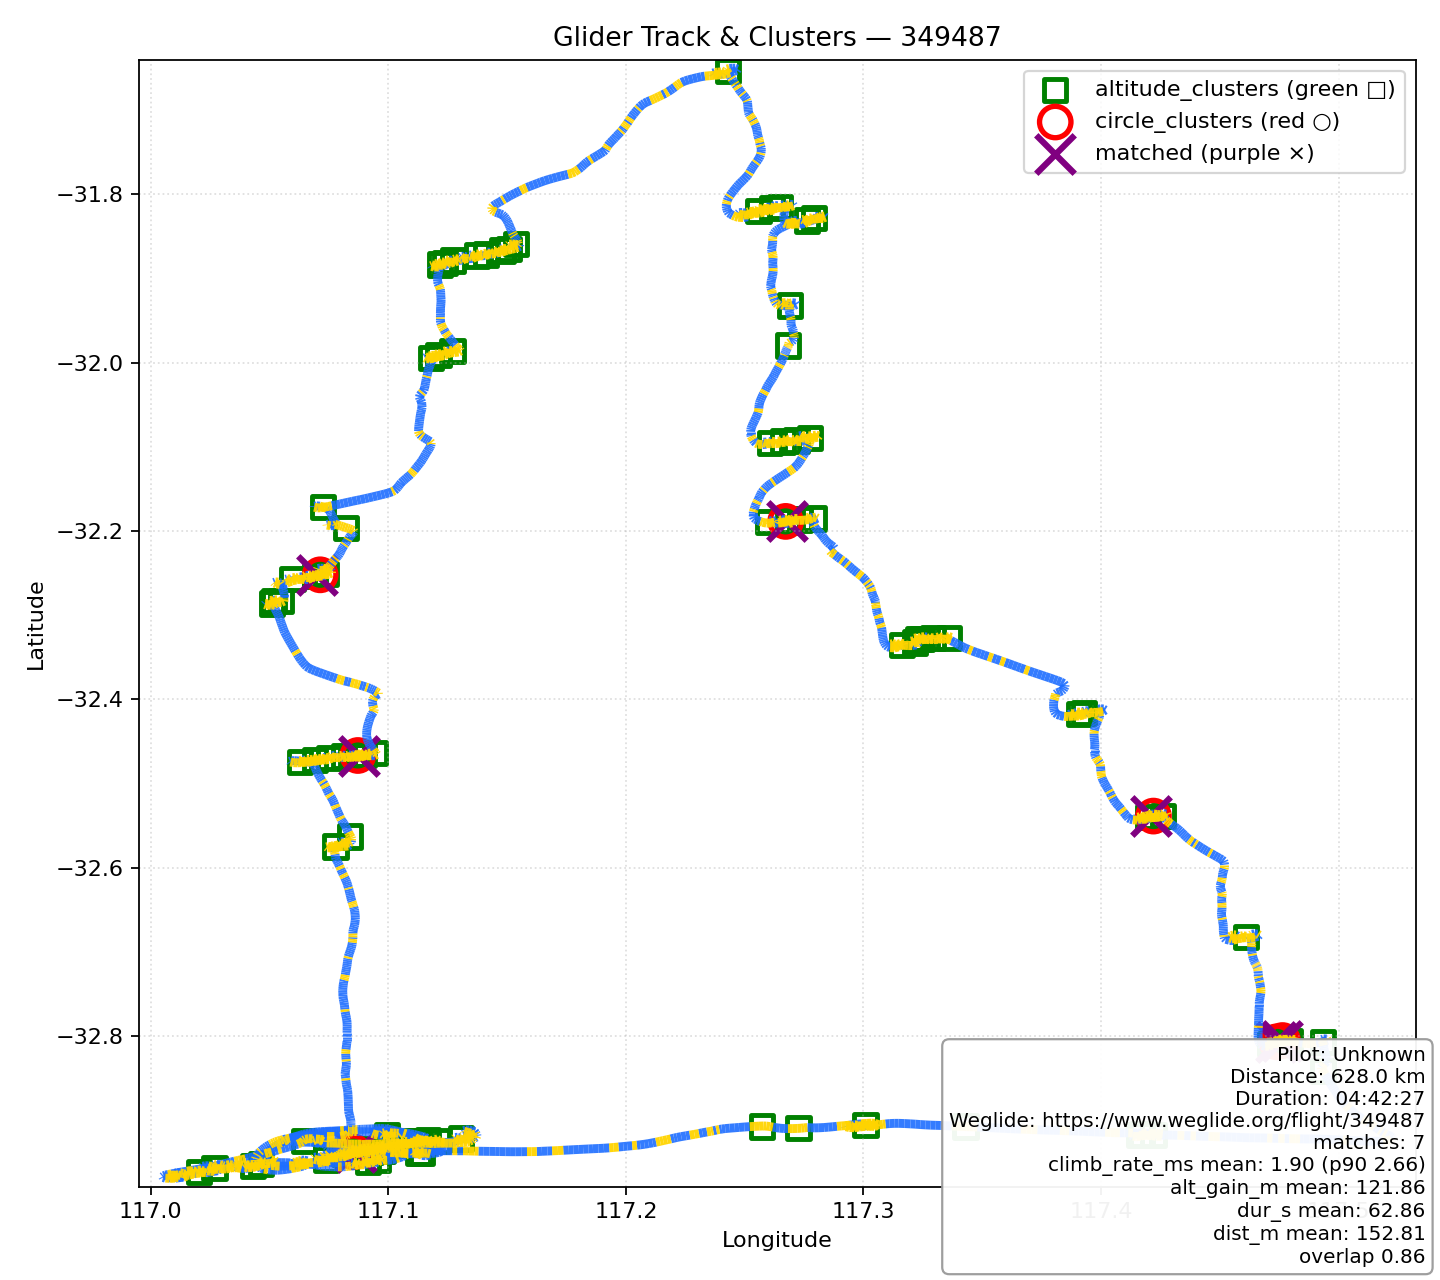 Glider Track & Clusters — 349487
altitude_clusters (green □)
circle_clusters (red ○)
matched (purple ×)
−31.8
−32.0
−32.2
−32.4
−32.6
−32.8
Latitude
117.0
117.1
117.2
117.3
117.4
Longitude
Pilot: Unknown
Distance: 628.0 km
Duration: 04:42:27
Weglide: https://www.weglide.org/flight/349487
matches: 7
climb_rate_ms mean: 1.90 (p90 2.66)
alt_gain_m mean: 121.86
dur_s mean: 62.86
dist_m mean: 152.81
overlap 0.86